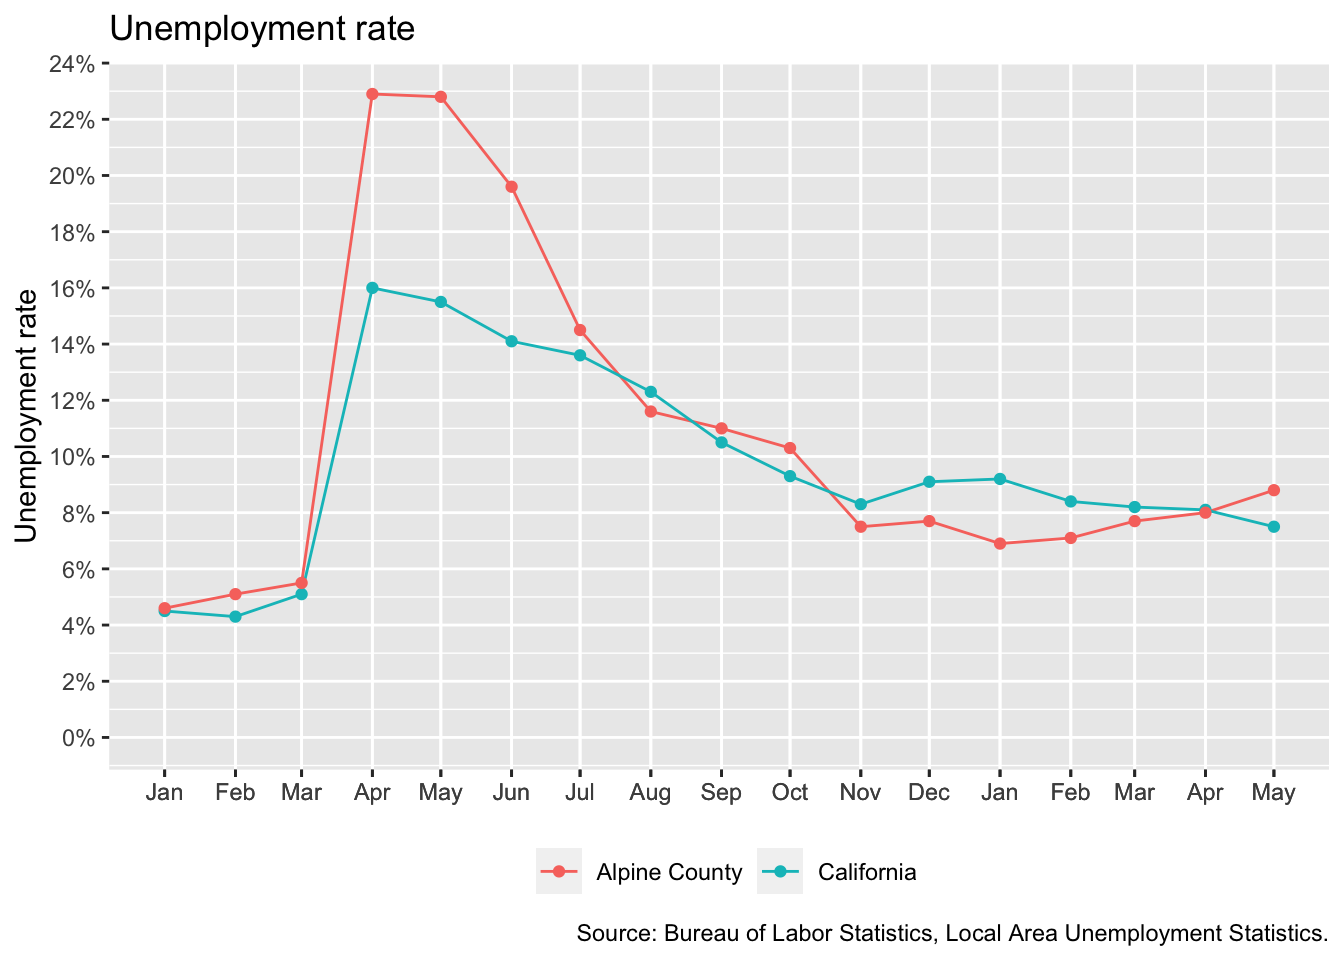 Unemployment rate
24%
22%
20%
18%
16%
14%
12%
10%
8%
6%
4%
2%
0%
Unemployment rate
Jan Feb Mar Apr May Jun Jul Aug Sep Oct Nov Dec Jan Feb Mar Apr May
Alpine County California
Source: Bureau of Labor Statistics, Local Area Unemployment Statistics.